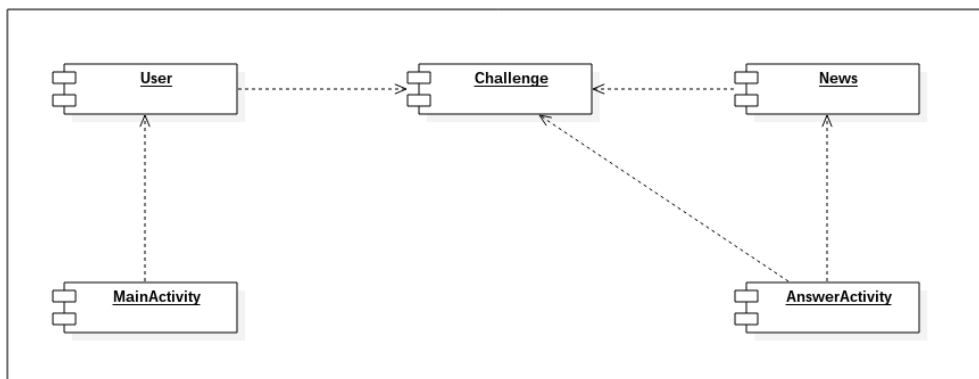 User
Challenge
News
MainActivity
AnswerActivity